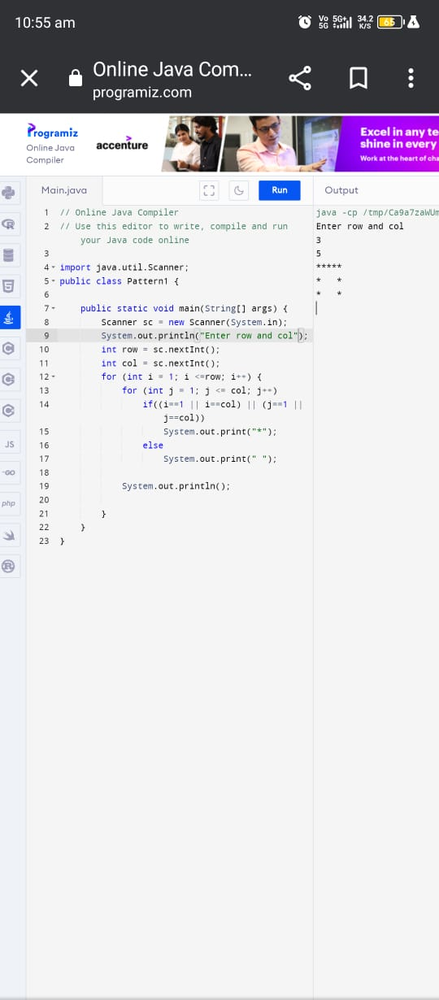 10:55 am
Vo 5G 5G+ 34.2 K/S 65
Online Java Com...
programiz.com
Programiz
Online Java
Compiler
accenture
Excel in any te
shine in every
Work at the heart of cha
Main.java
Run
Output
1 // Online Java Compiler
2 // Use this editor to write, compile and run
your Java code online
3
4 import java.util.Scanner;
5 public class Pattern1 {
6
7 public static void main(String[] args) {
8 Scanner sc = new Scanner(System.in);
9 System.out.println("Enter row and col");
10 int row = sc.nextInt();
11 int col = sc.nextInt();
12 for (int i = 1; i <=row; i++) {
13 for (int j = 1; j <= col; j++)
14 if((i==1 || i==col) || (j==1 ||
j==col))
15 System.out.print("*");
16 else
17 System.out.print(" ");
18
19 System.out.println();
20
21 }
22 }
23 }
java -cp /tmp/Ca9a7zaWUm
Enter row and col
3
5
*****
*   *
*   *
JS
-GO
php